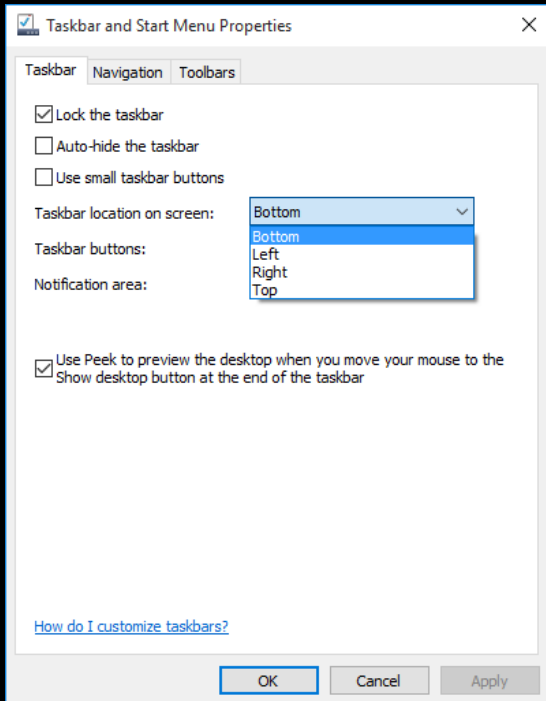 Taskbar and Start Menu Properties
Taskbar
Navigation
Toolbars
Lock the taskbar
Auto-hide the taskbar
Use small taskbar buttons
Taskbar location on screen:
Bottom
Bottom
Left
Right
Top
Taskbar buttons:
Notification area:
Use Peek to preview the desktop when you move your mouse to the
Show desktop button at the end of the taskbar
How do I customize taskbars?
OK
Cancel
Apply